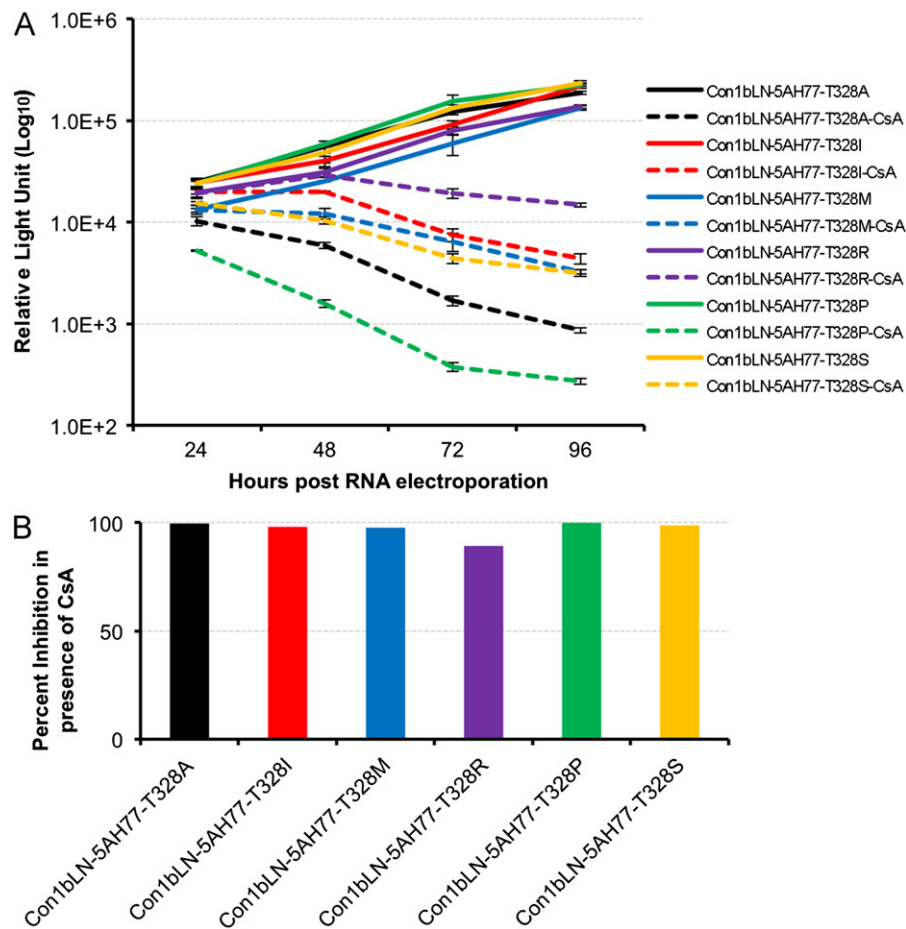 A
1.0E+6
1.0E+5
1.0E+4
1.0E+3
1.0E+2
Relative Light Unit (Log10)
24 48 72 96
Hours post RNA electroporation
Con1bLN-5AH77-T328A
Con1bLN-5AH77-T328A-CsA
Con1bLN-5AH77-T328I
Con1bLN-5AH77-T328I-CsA
Con1bLN-5AH77-T328M
Con1bLN-5AH77-T328M-CsA
Con1bLN-5AH77-T328R
Con1bLN-5AH77-T328R-CsA
Con1bLN-5AH77-T328P
Con1bLN-5AH77-T328P-CsA
Con1bLN-5AH77-T328S
Con1bLN-5AH77-T328S-CsA
B
Percent Inhibition in
presence of CsA
100
50
0
Con1bLN-5AH77-T328A
Con1bLN-5AH77-T328I
Con1bLN-5AH77-T328M
Con1bLN-5AH77-T328R
Con1bLN-5AH77-T328P
Con1bLN-5AH77-T328S